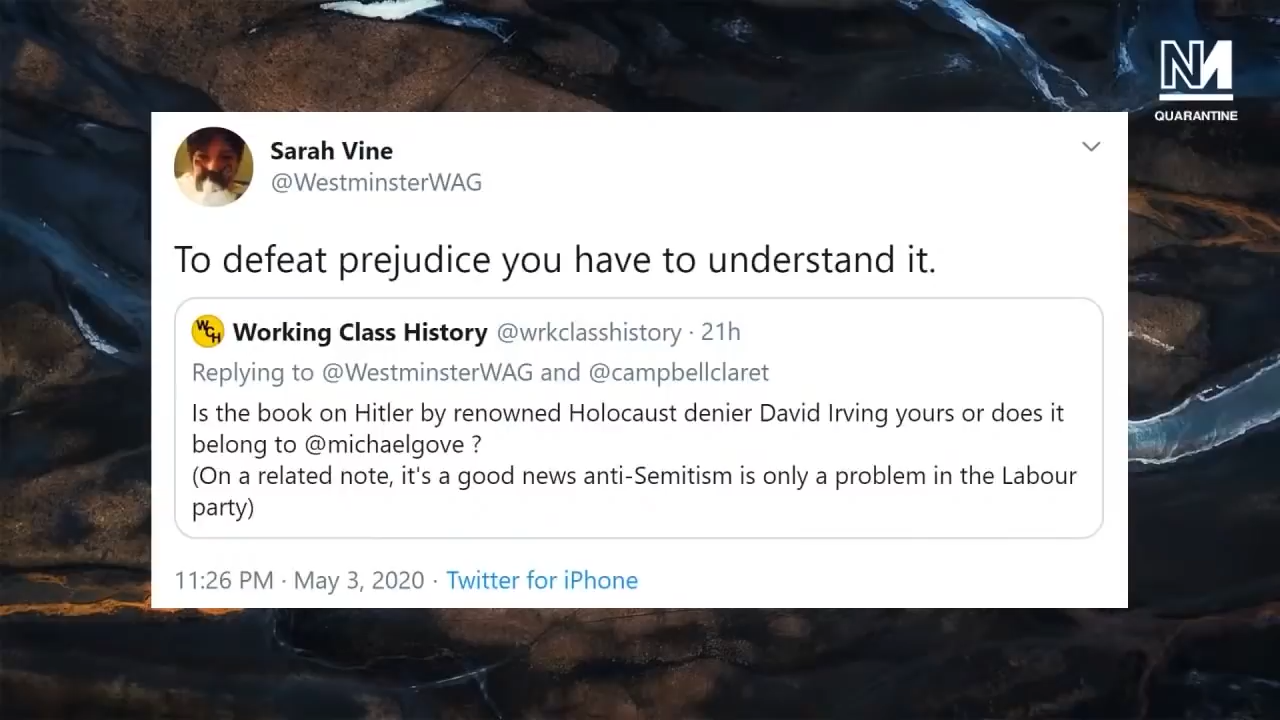 NM
QUARANTINE
Sarah Vine
@WestminsterWAG
To defeat prejudice you have to understand it.
WCH
Working Class History @wrkclasshistory · 21h
Replying to @WestminsterWAG and @campbellclaret
Is the book on Hitler by renowned Holocaust denier David Irving yours or does it
belong to @michaelgove ?
(On a related note, it's a good news anti-Semitism is only a problem in the Labour
party)
11:26 PM · May 3, 2020 · Twitter for iPhone